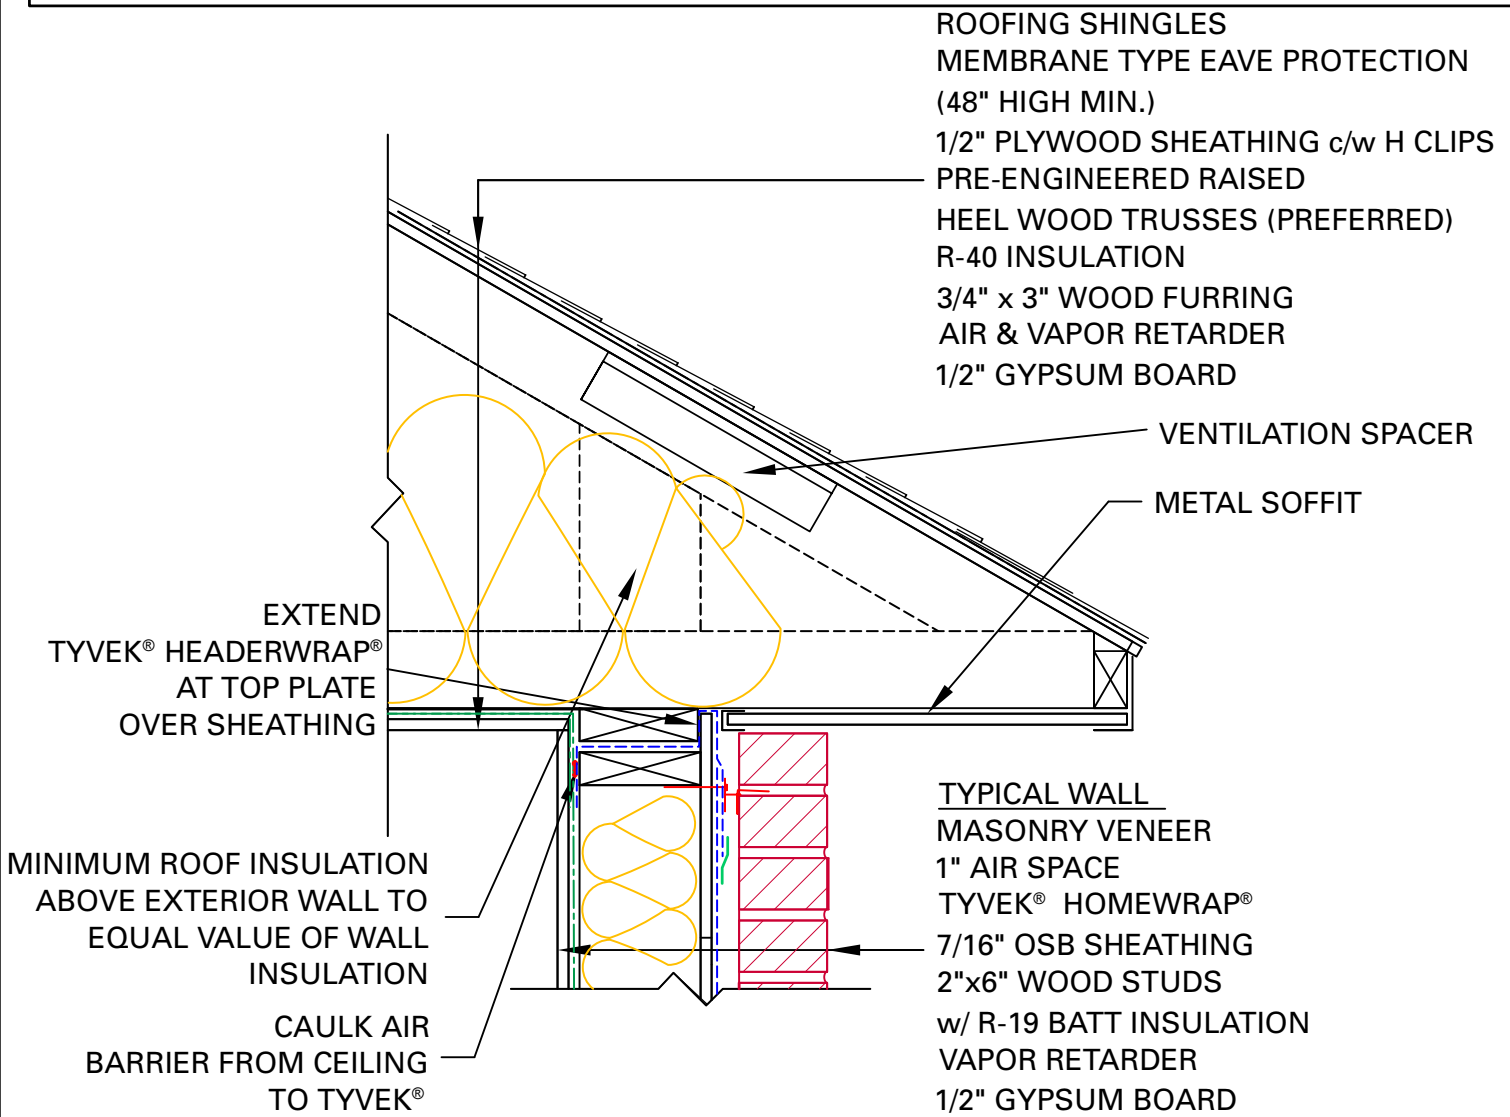 ROOFING SHINGLES
MEMBRANE TYPE EAVE PROTECTION
(48" HIGH MIN.)
1/2" PLYWOOD SHEATHING c/w H CLIPS
PRE-ENGINEERED RAISED
HEEL WOOD TRUSSES (PREFERRED)
R-40 INSULATION
3/4" x 3" WOOD FURRING
AIR & VAPOR RETARDER
1/2" GYPSUM BOARD
VENTILATION SPACER
METAL SOFFIT
EXTEND
TYVEK® HEADERWRAP®
AT TOP PLATE
OVER SHEATHING
MINIMUM ROOF INSULATION
ABOVE EXTERIOR WALL TO
EQUAL VALUE OF WALL
INSULATION
CAULK AIR
BARRIER FROM CEILING
TO TYVEK®
TYPICAL WALL
MASONRY VENEER
1" AIR SPACE
TYVEK® HOMEWRAP®
7/16" OSB SHEATHING
2"x6" WOOD STUDS
w/ R-19 BATT INSULATION
VAPOR RETARDER
1/2" GYPSUM BOARD